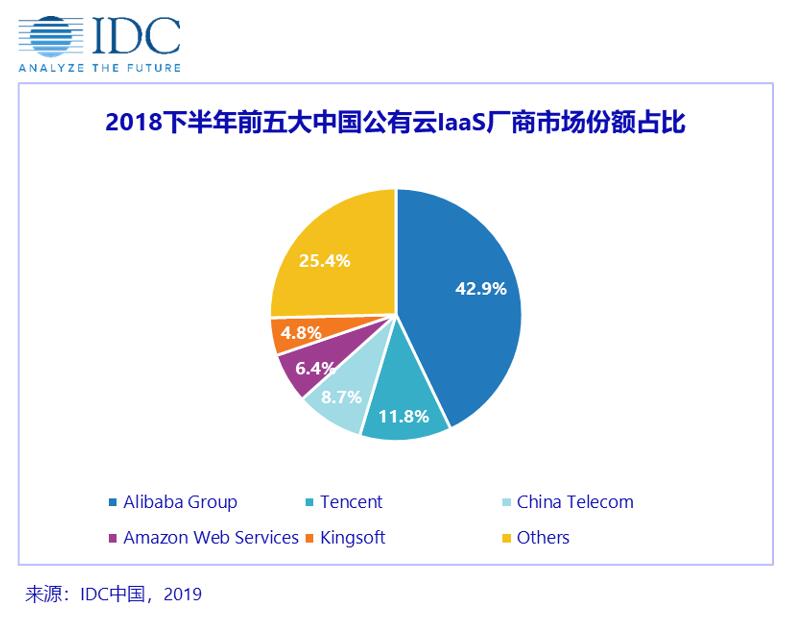 IDC
ANALYZE THE FUTURE
2018下半年前五大中国公有云IaaS厂商市场份额占比
25.4%
42.9%
4.8%
6.4%
8.7%
11.8%
Alibaba Group
Tencent
China Telecom
Amazon Web Services
Kingsoft
Others
来源：IDC中国，2019